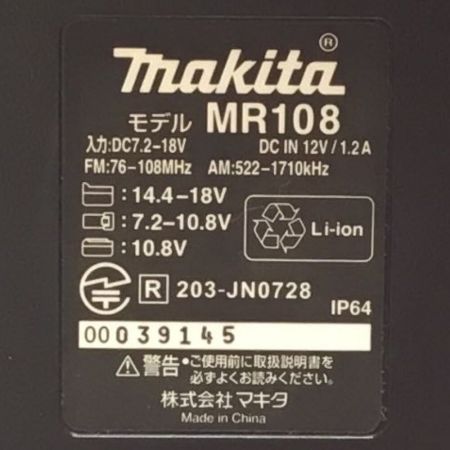 makita®
モデル MR108
入力:DC7.2-18V DC IN 12V / 1.2A
FM:76-108MHz AM:522-1710kHz
:14.4-18V
:7.2-10.8V
:10.8V
Li-ion
R 203-JN0728
IP64
00039145
警告•ご使用前に取扱説明書を
必ずよくお読みください。
株式会社 マキタ
Made in China